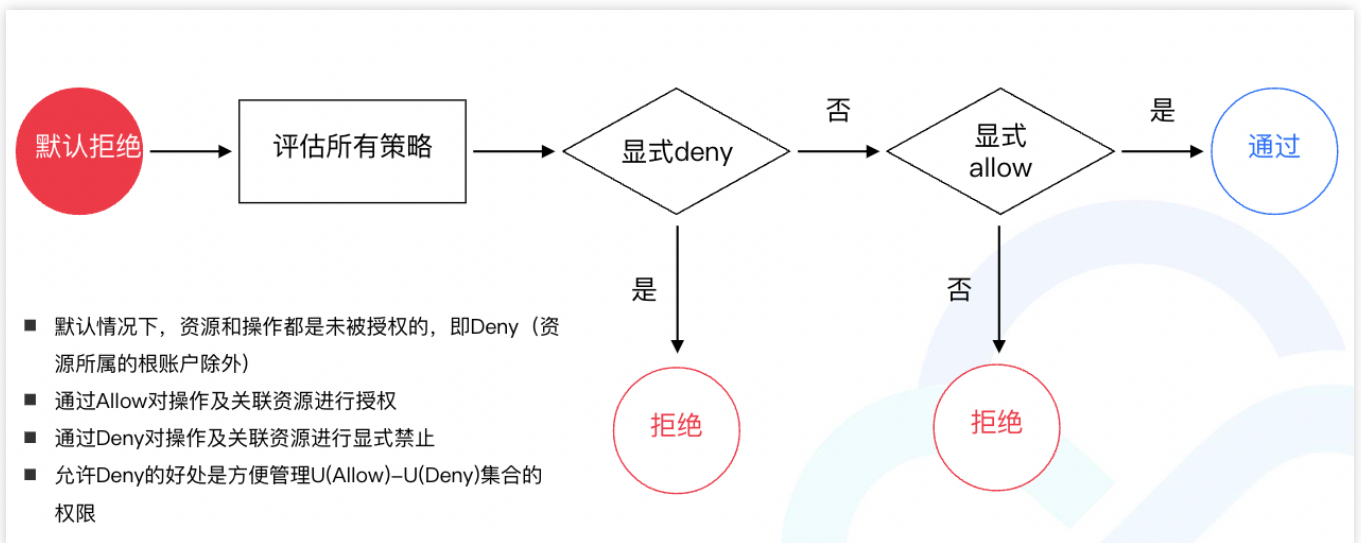 默认拒绝
评估所有策略
显式deny
否
显式
allow
是
通过
是
否
拒绝
拒绝
默认情况下，资源和操作都是未被授权的，即Deny（资
源所属的根账户除外）
通过Allow对操作及关联资源进行授权
通过Deny对操作及关联资源进行显式禁止
允许Deny的好处是方便管理U(Allow)–U(Deny)集合的
权限